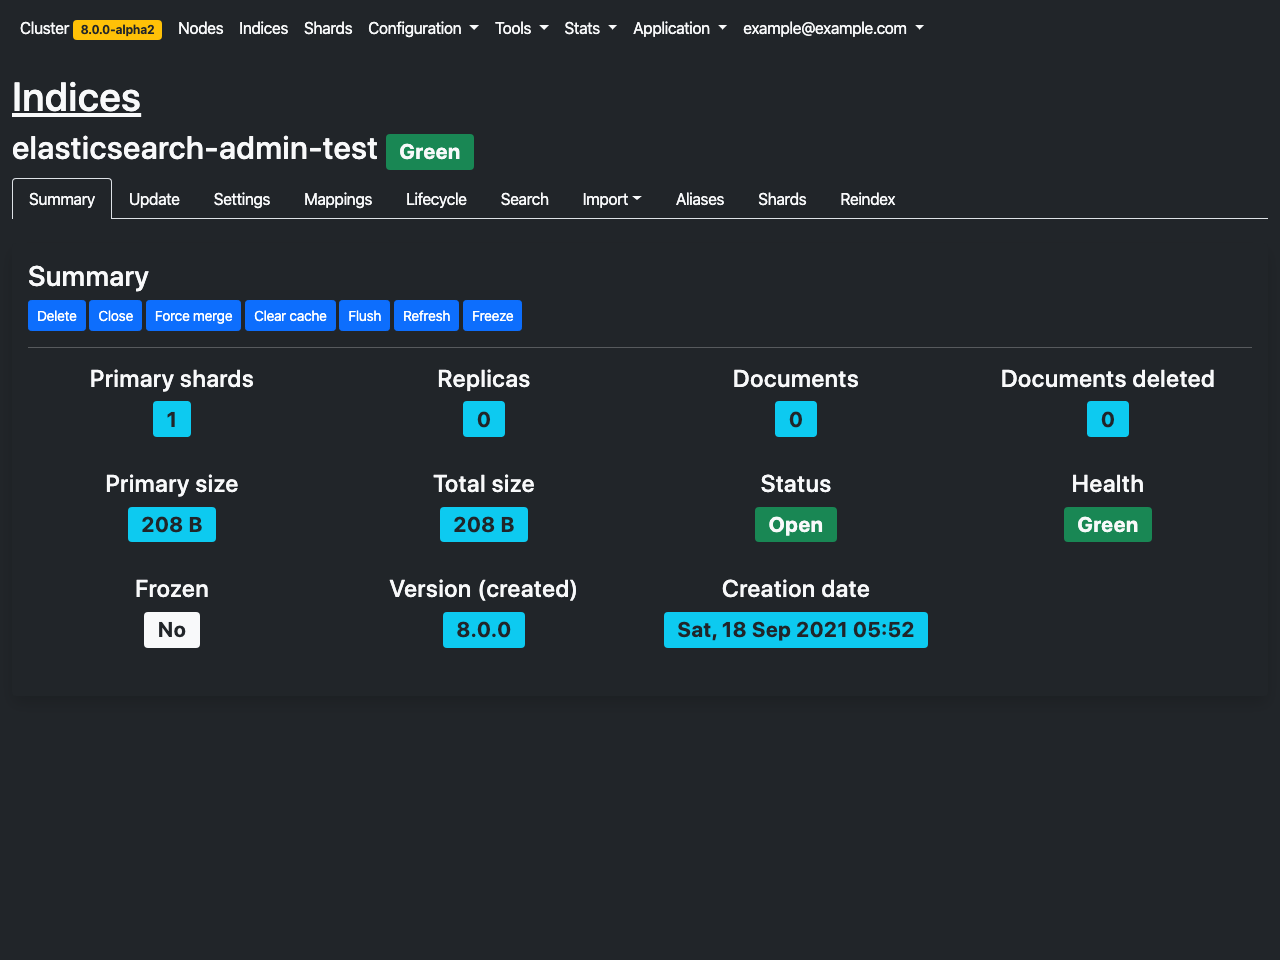 Cluster 8.0.0-alpha2 Nodes Indices Shards Configuration Tools Stats Application example@example.com
Indices
elasticsearch-admin-test Green
Summary Update Settings Mappings Lifecycle Search Import Aliases Shards Reindex
Summary
Delete Close Force merge Clear cache Flush Refresh Freeze
Primary shards Replicas Documents Documents deleted
1 0 0 0
Primary size Total size Status Health
208 B 208 B Open Green
Frozen Version (created) Creation date
No 8.0.0 Sat, 18 Sep 2021 05:52